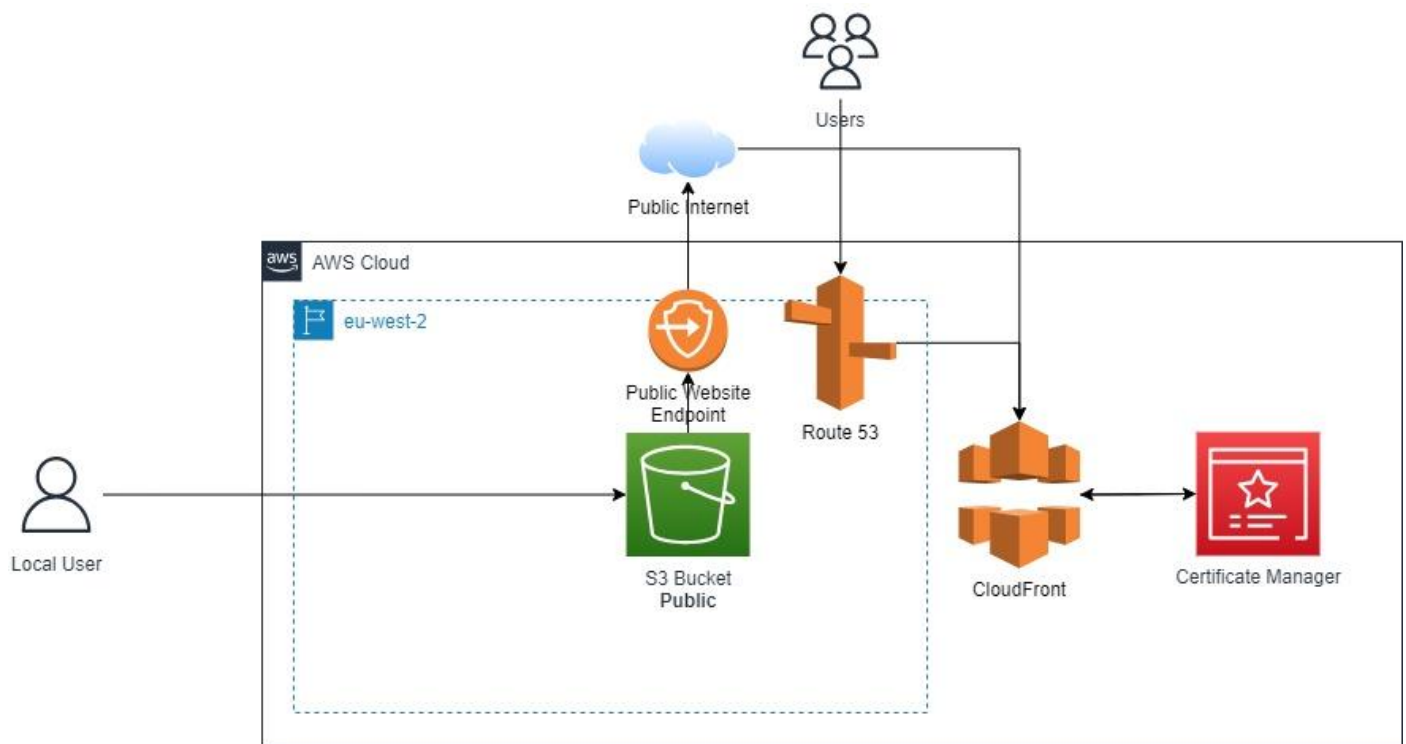 Users
Public Internet
aws
AWS Cloud
eu-west-2
Public Website
Endpoint
Route 53
Local User
S3 Bucket
Public
CloudFront
Certificate Manager